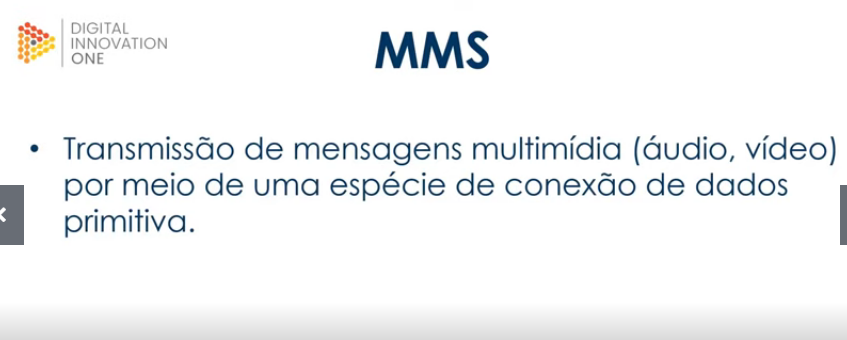 DIGITAL
INNOVATION
ONE
MMS
• Transmissão de mensagens multimídia (áudio, vídeo)
por meio de uma espécie de conexão de dados
primitiva.